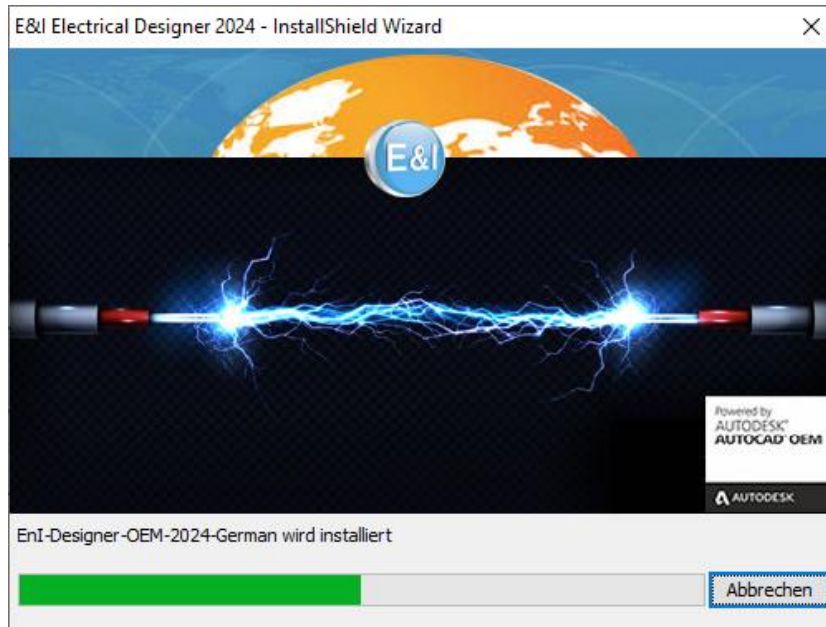 E&I Electrical Designer 2024 - InstallShield Wizard
E&I
Powered by
AUTODESK®
AUTOCAD® OEM
AUTODESK
EnI-Designer-OEM-2024-German wird installiert
Abbrechen